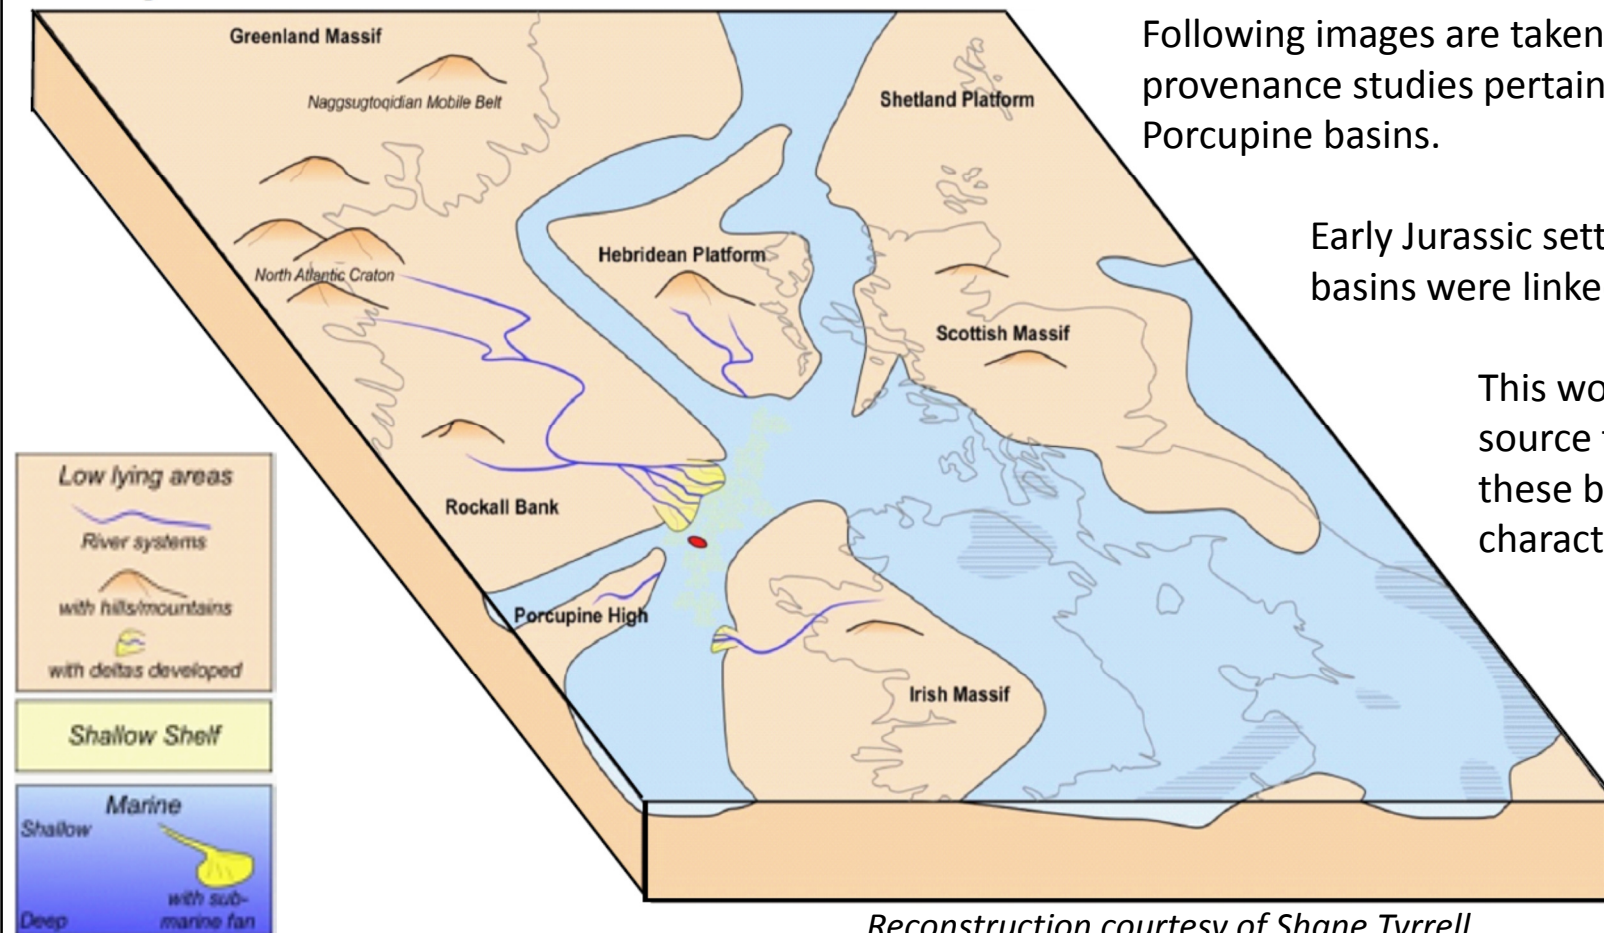 Following images are taken
provenance studies pertain
Porcupine basins.
Early Jurassic sett
basins were linke
This wo
source
these b
charact
Greenland Massif
Naggsugtoqidian Mobile Belt
Shetland Platform
Hebridean Platform
North Atlantic Craton
Scottish Massif
Rockall Bank
Porcupine High
Irish Massif
Low lying areas
River systems
with hills/mountains
with deltas developed
Shallow Shelf
Marine
Shallow
with sub-
marine fan
Deep
Reconstruction courtesy of Shane Tyrrell